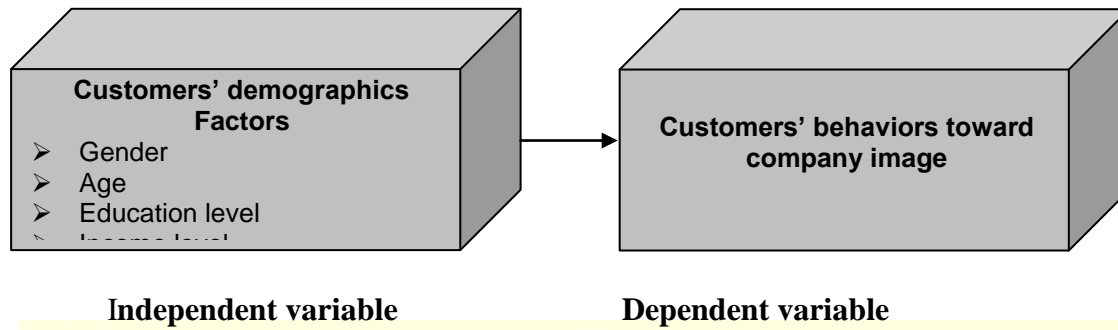 Customers’ demographics
Factors
➢ Gender
➢ Age
➢ Education level
Customers’ behaviors toward
company image
Independent variable
Dependent variable